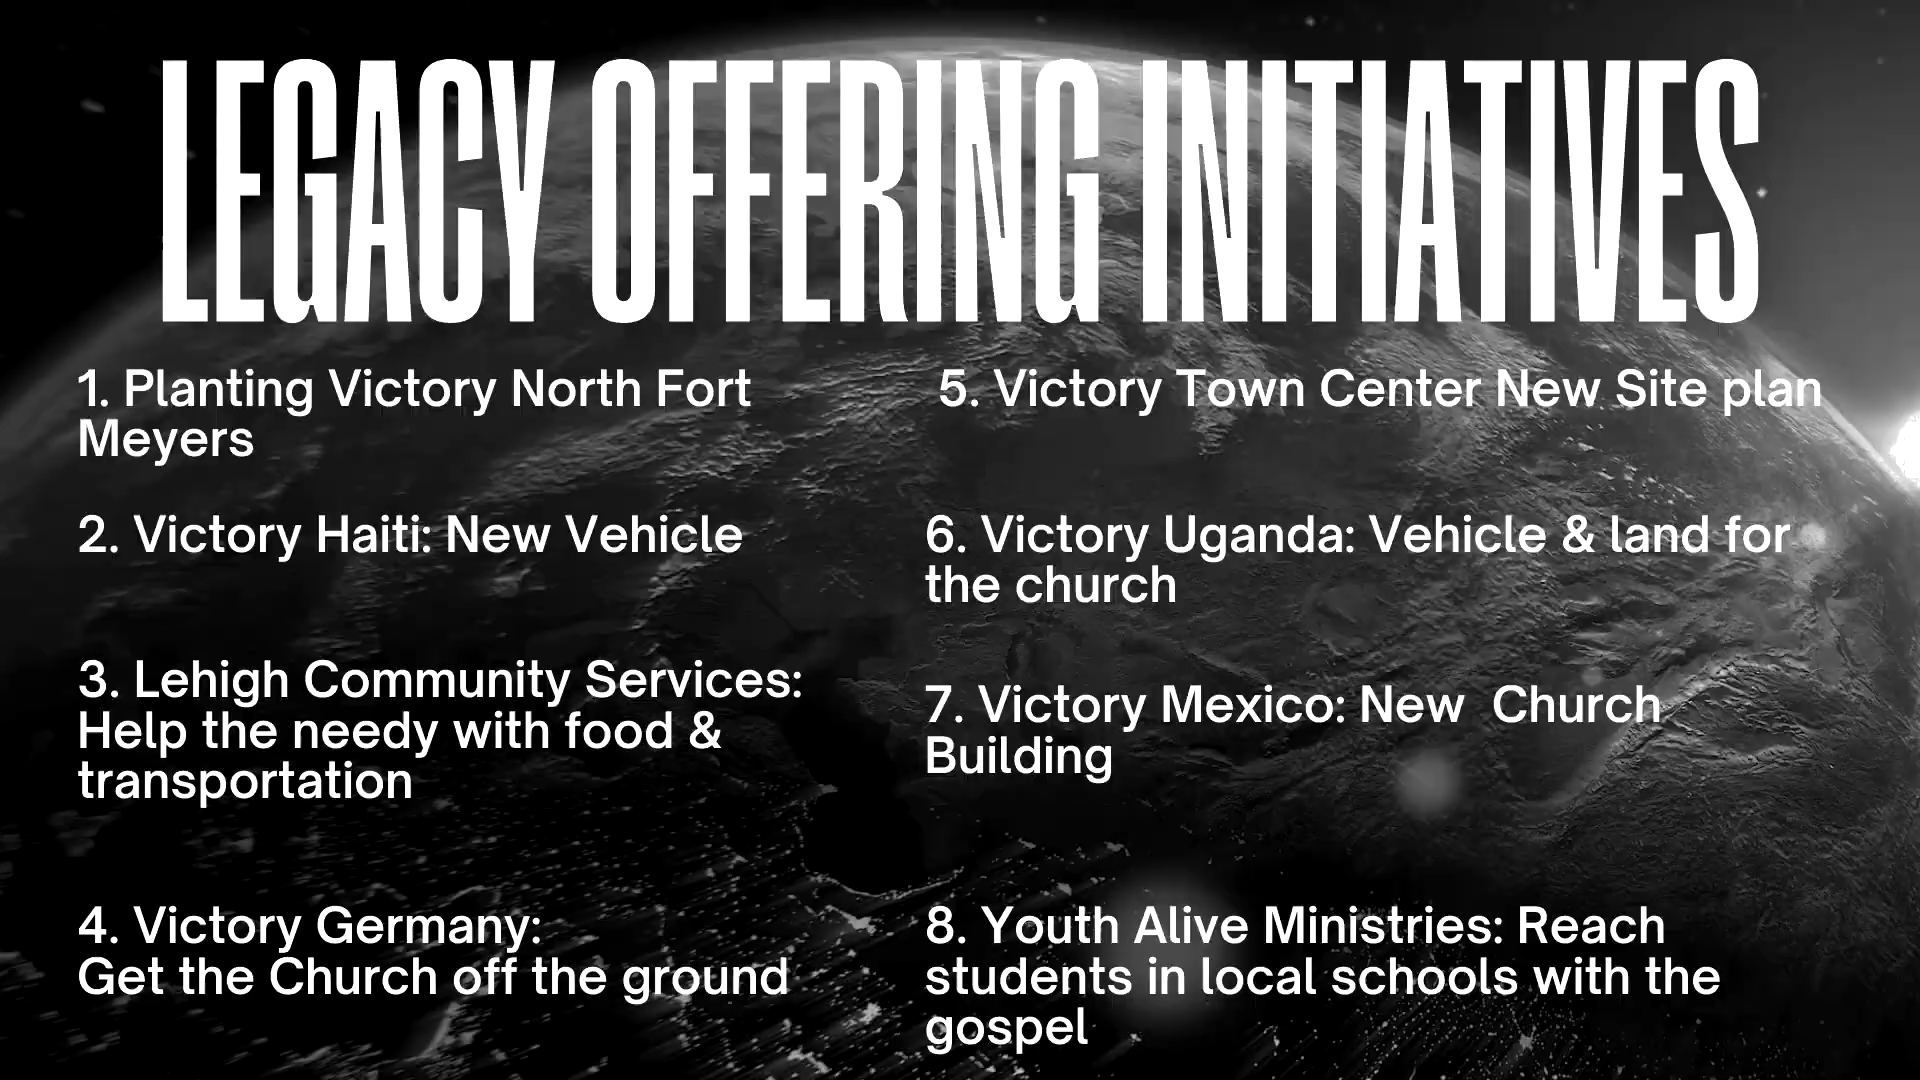 LEGACY OFFERING INITIATIVES
1. Planting Victory North Fort
Meyers
2. Victory Haiti: New Vehicle
3. Lehigh Community Services:
Help the needy with food &
transportation
4. Victory Germany:
Get the Church off the ground
5. Victory Town Center New Site plan
6. Victory Uganda: Vehicle & land for
the church
7. Victory Mexico: New  Church
Building
8. Youth Alive Ministries: Reach
students in local schools with the
gospel